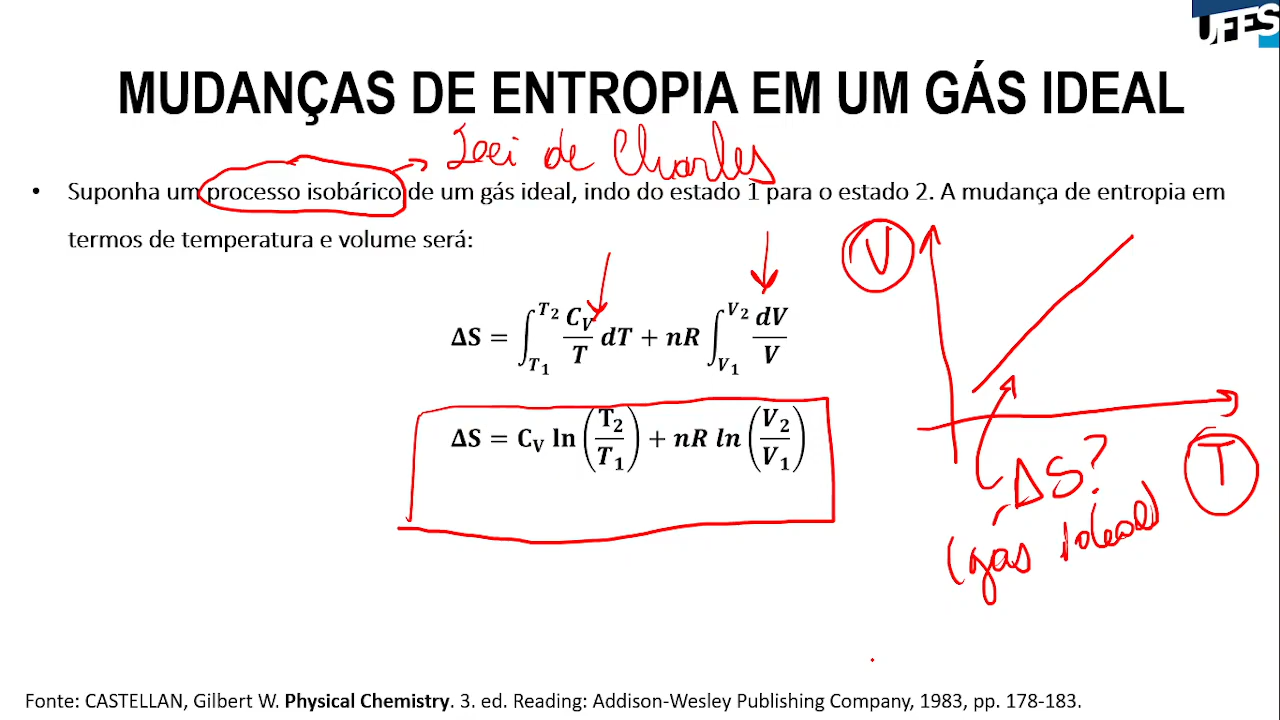 UFES
MUDANÇAS DE ENTROPIA EM UM GÁS IDEAL
Lei de Charles
• Suponha um processo isobárico de um gás ideal, indo do estado 1 para o estado 2. A mudança de entropia em
termos de temperatura e volume será:
V
ΔS = ∫_{T₁}^{T₂} C_V/T dT + nR ∫_{V₁}^{V₂} dV/V
ΔS = C_V ln(T₂/T₁) + nR ln(V₂/V₁)
T
ΔS?
(gás ideal)
Fonte: CASTELLAN, Gilbert W. Physical Chemistry. 3. ed. Reading: Addison-Wesley Publishing Company, 1983, pp. 178-183.